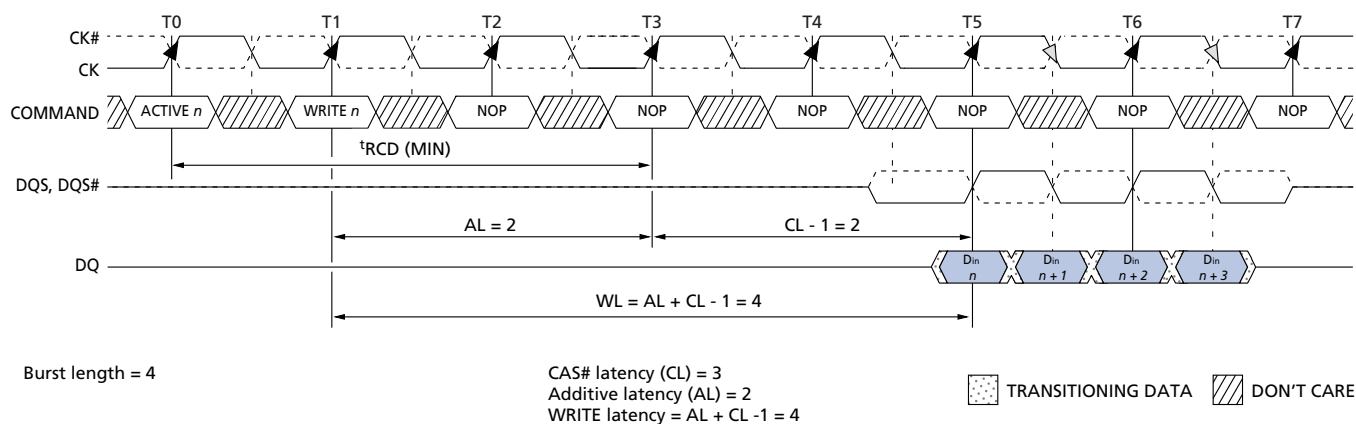 T0 T1 T2 T3 T4 T5 T6 T7
CK#
CK
COMMAND ACTIVE n WRITE n NOP NOP NOP NOP NOP NOP
tRCD (MIN)
DQS, DQS#
AL = 2 CL - 1 = 2
DQ Din n Din n + 1 Din n + 2 Din n + 3
WL = AL + CL - 1 = 4
Burst length = 4
CAS# latency (CL) = 3
Additive latency (AL) = 2
WRITE latency = AL + CL -1 = 4
TRANSITIONING DATA DON'T CARE